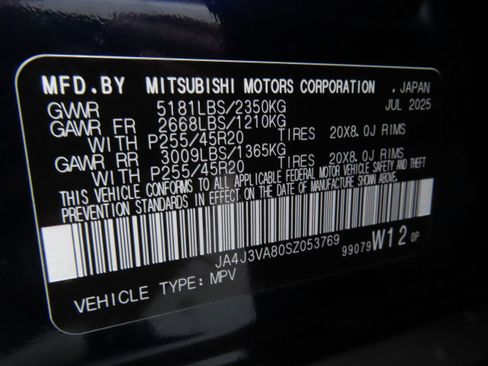 MFD.BY MITSUBISHI MOTORS CORPORATION , JAPAN
GVWR 5181LBS/2350KG JUL 2025
GAWR FR 2668LBS/1210KG
WITH P255/45R20 TIRES 20X8.0J RIMS
GAWR RR 3009LBS/1365KG
WITH P255/45R20 TIRES 20X8.0J RIMS
THIS VEHICLE CONFORMS TO ALL APPLICABLE FEDERAL MOTOR VEHICLE SAFETY AND THEFT
PREVENTION STANDARDS IN EFFECT ON THE DATE OF MANUFACTURE SHOWN ABOVE.
JA4J3VA80SZ053769 99079 W12 OP
VEHICLE TYPE: MPV